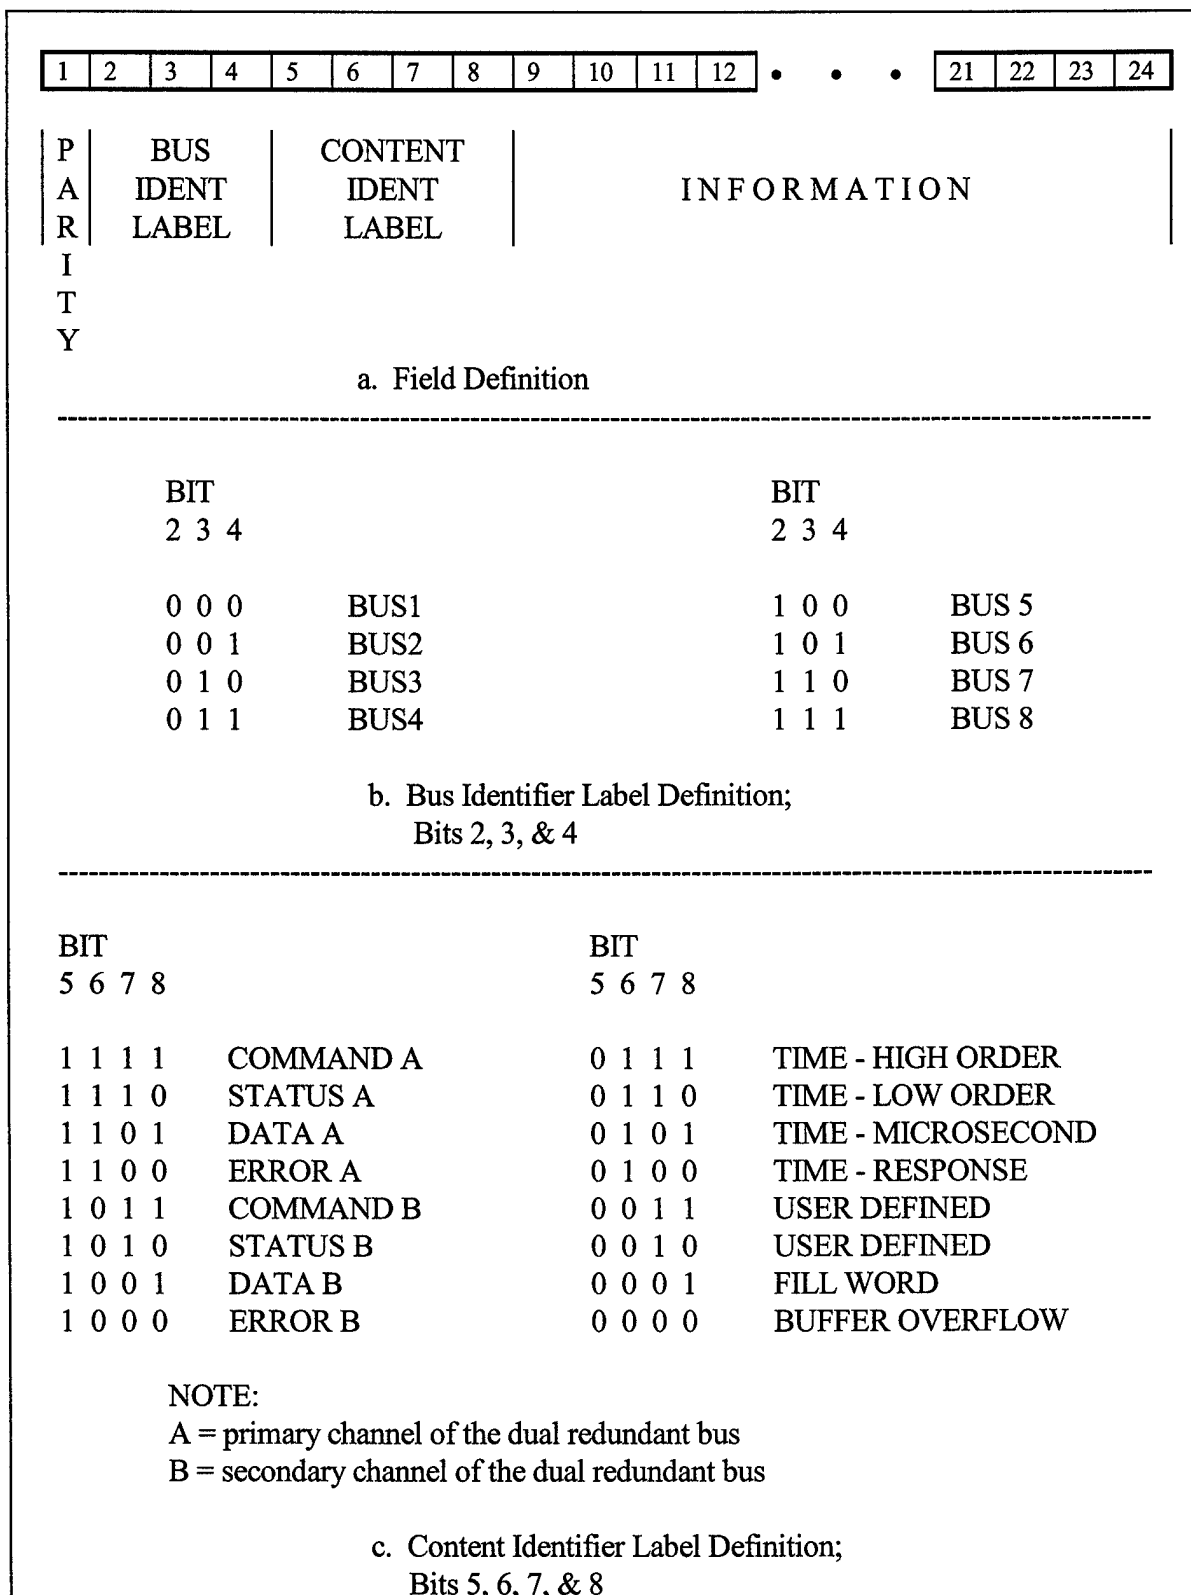 1 2 3 4 5 6 7 8 9 10 11 12 • • • 21 22 23 24
P BUS CONTENT
A IDENT IDENT INFORMATION
R LABEL LABEL
I
T
Y
a. Field Definition
BIT BIT
2 3 4 2 3 4
0 0 0 BUS1 1 0 0 BUS 5
0 0 1 BUS2 1 0 1 BUS 6
0 1 0 BUS3 1 1 0 BUS 7
0 1 1 BUS4 1 1 1 BUS 8
b. Bus Identifier Label Definition;
Bits 2, 3, & 4
BIT BIT
5 6 7 8 5 6 7 8
1 1 1 1 COMMAND A 0 1 1 1 TIME - HIGH ORDER
1 1 1 0 STATUS A 0 1 1 0 TIME - LOW ORDER
1 1 0 1 DATA A 0 1 0 1 TIME - MICROSECOND
1 1 0 0 ERROR A 0 1 0 0 TIME - RESPONSE
1 0 1 1 COMMAND B 0 0 1 1 USER DEFINED
1 0 1 0 STATUS B 0 0 1 0 USER DEFINED
1 0 0 1 DATA B 0 0 0 1 FILL WORD
1 0 0 0 ERROR B 0 0 0 0 BUFFER OVERFLOW
NOTE:
A = primary channel of the dual redundant bus
B = secondary channel of the dual redundant bus
c. Content Identifier Label Definition;
Bits 5, 6, 7, & 8